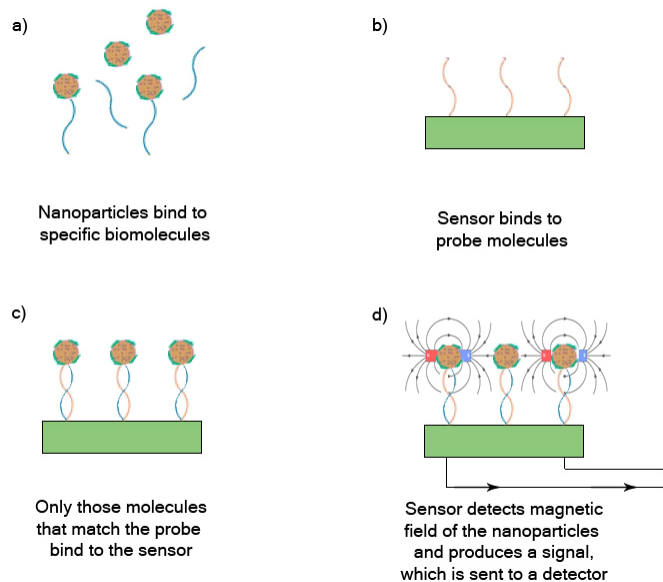 a)
Nanoparticles bind to
specific biomolecules
b)
Sensor binds to
probe molecules
c)
Only those molecules
that match the probe
bind to the sensor
d)
Sensor detects magnetic
field of the nanoparticles
and produces a signal,
which is sent to a detector